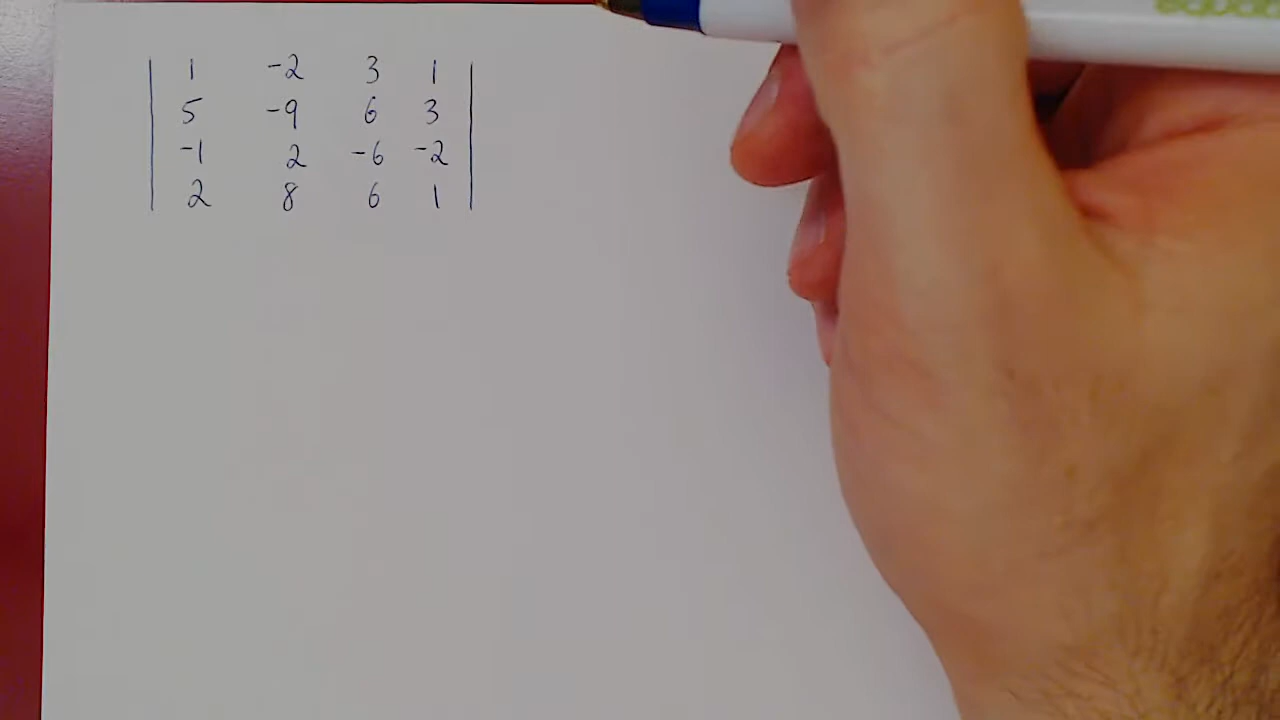 | 1 -2 3 1 |
| 5 -9 6 3 |
| -1 2 -6 -2 |
| 2 8 6 1 |